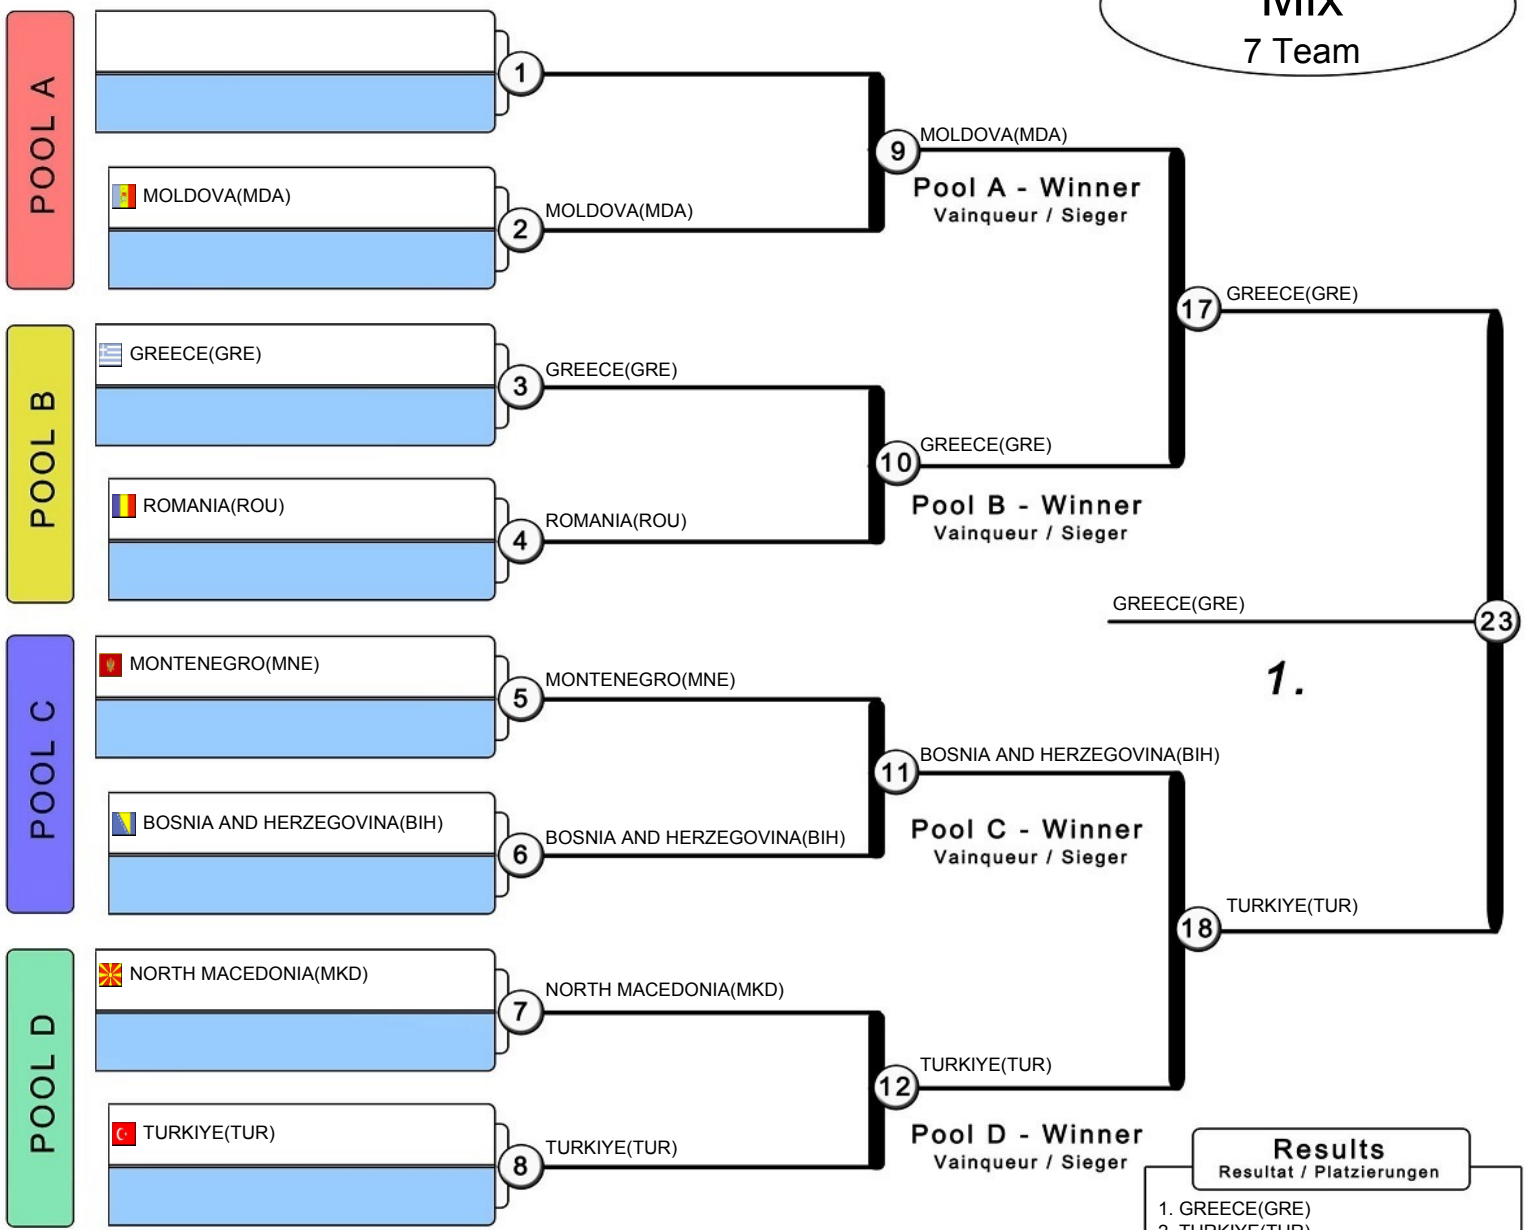 Mix
7 Team
POOL A
1
MOLDOVA(MDA)
2
MOLDOVA(MDA)
9
MOLDOVA(MDA)
Pool A - Winner
Vainqueur / Sieger
POOL B
GREECE(GRE)
3
GREECE(GRE)
ROMANIA(ROU)
4
ROMANIA(ROU)
10
GREECE(GRE)
Pool B - Winner
Vainqueur / Sieger
17
GREECE(GRE)
GREECE(GRE)
23
1.
POOL C
MONTENEGRO(MNE)
5
MONTENEGRO(MNE)
BOSNIA AND HERZEGOVINA(BIH)
6
BOSNIA AND HERZEGOVINA(BIH)
11
BOSNIA AND HERZEGOVINA(BIH)
Pool C - Winner
Vainqueur / Sieger
18
TURKIYE(TUR)
POOL D
NORTH MACEDONIA(MKD)
7
NORTH MACEDONIA(MKD)
TURKIYE(TUR)
8
TURKIYE(TUR)
12
TURKIYE(TUR)
Pool D - Winner
Vainqueur / Sieger
Results
Resultat / Platzierungen
1. GREECE(GRE)
2. TURKIYE(TUR)